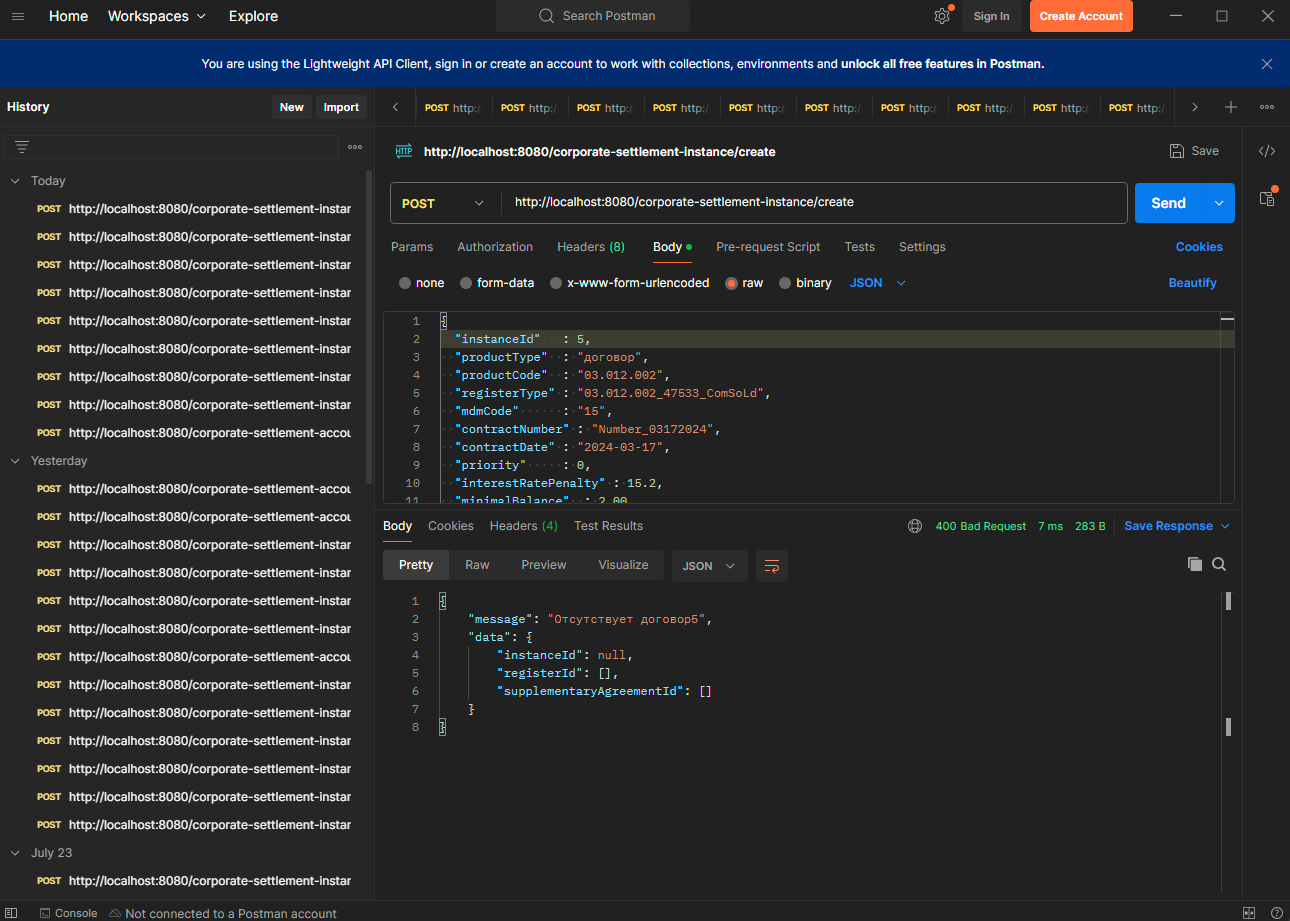 Home Workspaces Explore Search Postman Sign In Create Account
You are using the Lightweight API Client, sign in or create an account to work with collections, environments and unlock all free features in Postman.
History New Import
POST http:/ POST http:/ POST http:/ POST http:/ POST http:/ POST http:/ POST http:/ POST http:/ POST http:/ POST http:/
HTTP http://localhost:8080/corporate-settlement-instance/create Save
Today
POST http://localhost:8080/corporate-settlement-instar
POST http://localhost:8080/corporate-settlement-instar
POST http://localhost:8080/corporate-settlement-instar
POST http://localhost:8080/corporate-settlement-instar
POST http://localhost:8080/corporate-settlement-instar
POST http://localhost:8080/corporate-settlement-instar
POST http://localhost:8080/corporate-settlement-instar
POST http://localhost:8080/corporate-settlement-instar
POST http://localhost:8080/corporate-settlement-accou
Yesterday
POST http://localhost:8080/corporate-settlement-accou
POST http://localhost:8080/corporate-settlement-accou
POST http://localhost:8080/corporate-settlement-instar
POST http://localhost:8080/corporate-settlement-instar
POST http://localhost:8080/corporate-settlement-accou
POST http://localhost:8080/corporate-settlement-instar
POST http://localhost:8080/corporate-settlement-accou
POST http://localhost:8080/corporate-settlement-instar
POST http://localhost:8080/corporate-settlement-instar
POST http://localhost:8080/corporate-settlement-instar
POST http://localhost:8080/corporate-settlement-instar
POST http://localhost:8080/corporate-settlement-instar
POST http://localhost:8080/corporate-settlement-instar
July 23
POST http://localhost:8080/corporate-settlement-instar
POST http://localhost:8080/corporate-settlement-instance/create Send
Params Authorization Headers (8) Body Pre-request Script Tests Settings Cookies
none form-data x-www-form-urlencoded raw binary JSON Beautify
1 {
2 "instanceId" : 5,
3 "productType" : "договор",
4 "productCode" : "03.012.002",
5 "registerType" : "03.012.002_47533_ComSoLd",
6 "mdmCode" : "15",
7 "contractNumber" : "Number_03172024",
8 "contractDate" : "2024-03-17",
9 "priority" : 0,
10 "interestRatePenalty" : 15.2,
11 "minimalBalance" : 2.00
Body Cookies Headers (4) Test Results 400 Bad Request 7 ms 283 B Save Response
Pretty Raw Preview Visualize JSON
1 {
2 "message": "Отсутствует договор5",
3 "data": {
4 "instanceId": null,
5 "registerId": [],
6 "supplementaryAgreementId": []
7 }
8 }
Console Not connected to a Postman account